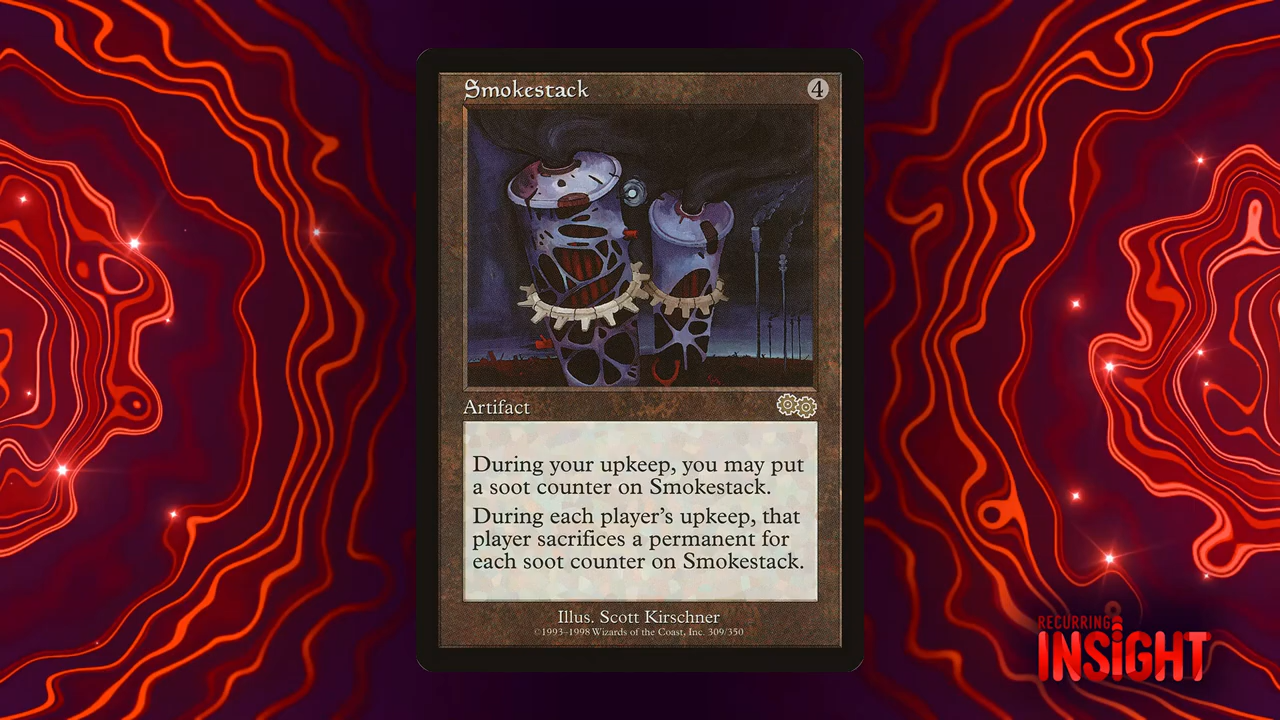 Smokestack 4
Artifact
During your upkeep, you may put
a soot counter on Smokestack.
During each player's upkeep, that
player sacrifices a permanent for
each soot counter on Smokestack.
Illus. Scott Kirschner
©1993–1998 Wizards of the Coast, Inc. 309/350
RECURRING
INSIGHT